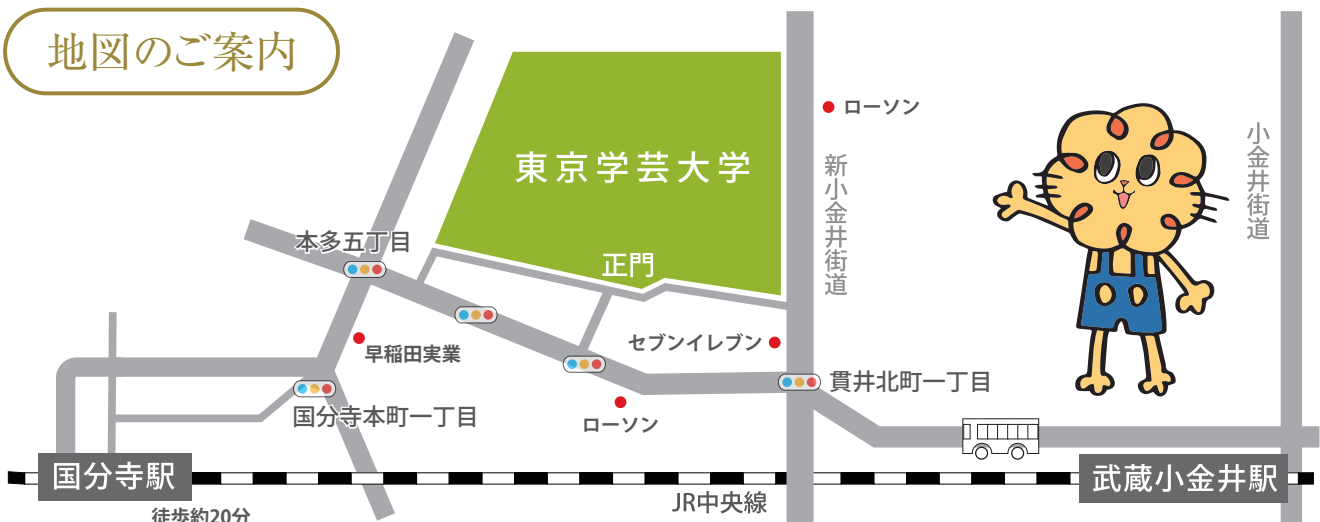 地図のご案内
ローソン
東京学芸大学
新小金井街道
小金井街道
本多五丁目
正門
早稲田実業
セブンイレブン
国分寺本町一丁目
貫井北町一丁目
ローソン
国分寺駅
武蔵小金井駅
JR中央線
徒歩約20分